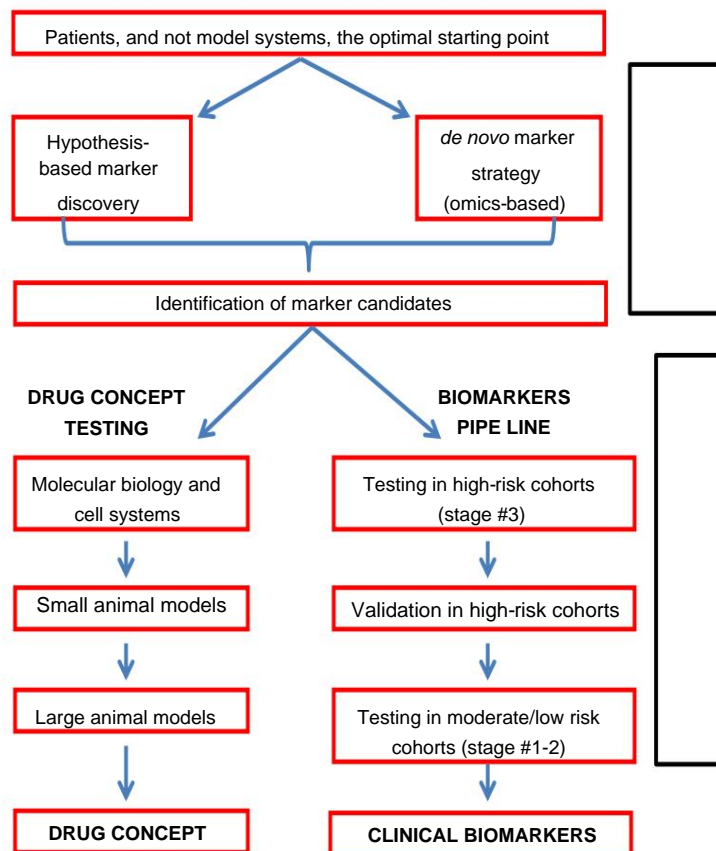 Patients, and not model systems, the optimal starting point
Hypothesis-
based marker
discovery
de novo marker
strategy
(omics-based)
Identification of marker candidates
DRUG CONCEPT
TESTING
BIOMARKERS
PIPE LINE
Molecular biology and
cell systems
Testing in high-risk cohorts
(stage #3)
Small animal models
Validation in high-risk cohorts
Large animal models
Testing in moderate/low risk
cohorts (stage #1-2)
DRUG CONCEPT
CLINICAL BIOMARKERS